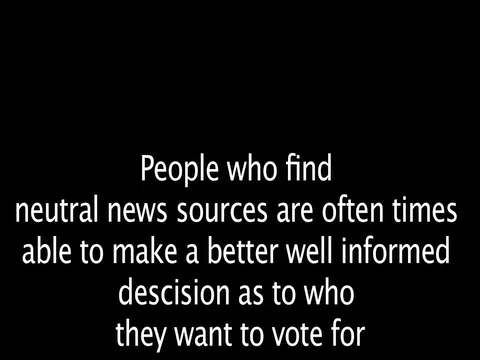 People who find
neutral news sources are often times
able to make a better well informed
descision as to who
they want to vote for